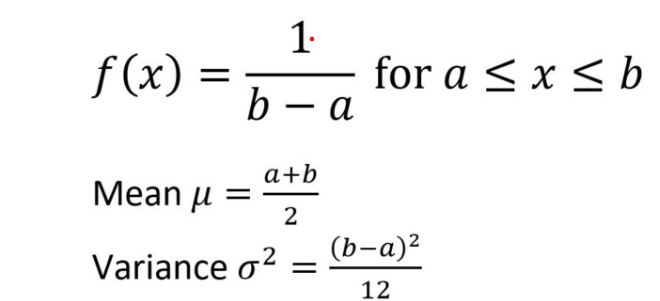 f(x) = 1/(b − a) for a ≤ x ≤ b
Mean μ = (a+b)/2
Variance σ² = (b−a)²/12